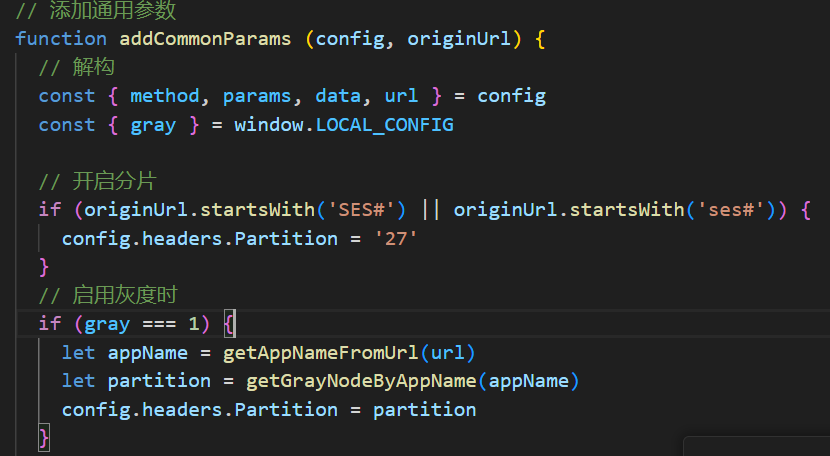 // 添加通用参数
function addCommonParams (config, originUrl) {
// 解构
const { method, params, data, url } = config
const { gray } = window.LOCAL_CONFIG
// 开启分片
if (originUrl.startsWith('SES#') || originUrl.startsWith('ses#')) {
config.headers.Partition = '27'
}
// 启用灰度时
if (gray === 1) {
let appName = getAppNameFromUrl(url)
let partition = getGrayNodeByAppName(appName)
config.headers.Partition = partition
}